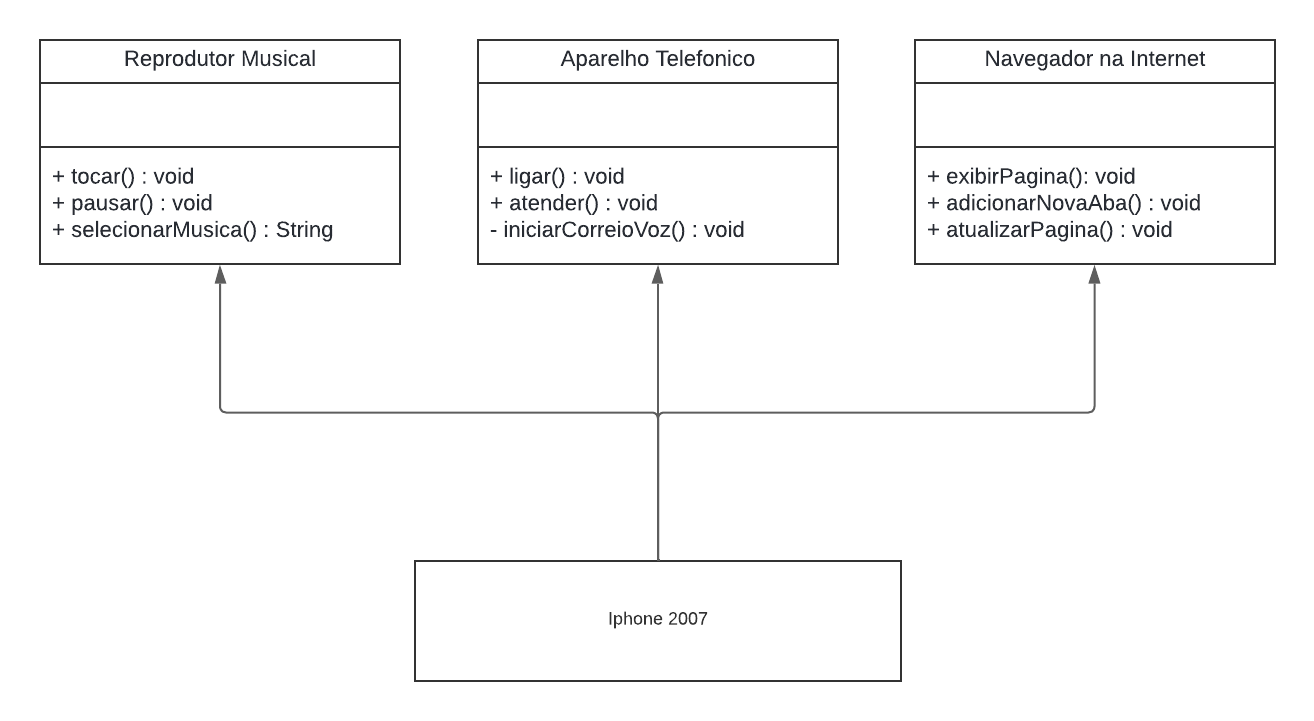 Reprodutor Musical
+ tocar() : void
+ pausar() : void
+ selecionarMusica() : String
Aparelho Telefonico
+ ligar() : void
+ atender() : void
- iniciarCorreioVoz() : void
Navegador na Internet
+ exibirPagina(): void
+ adicionarNovaAba() : void
+ atualizarPagina() : void
Iphone 2007